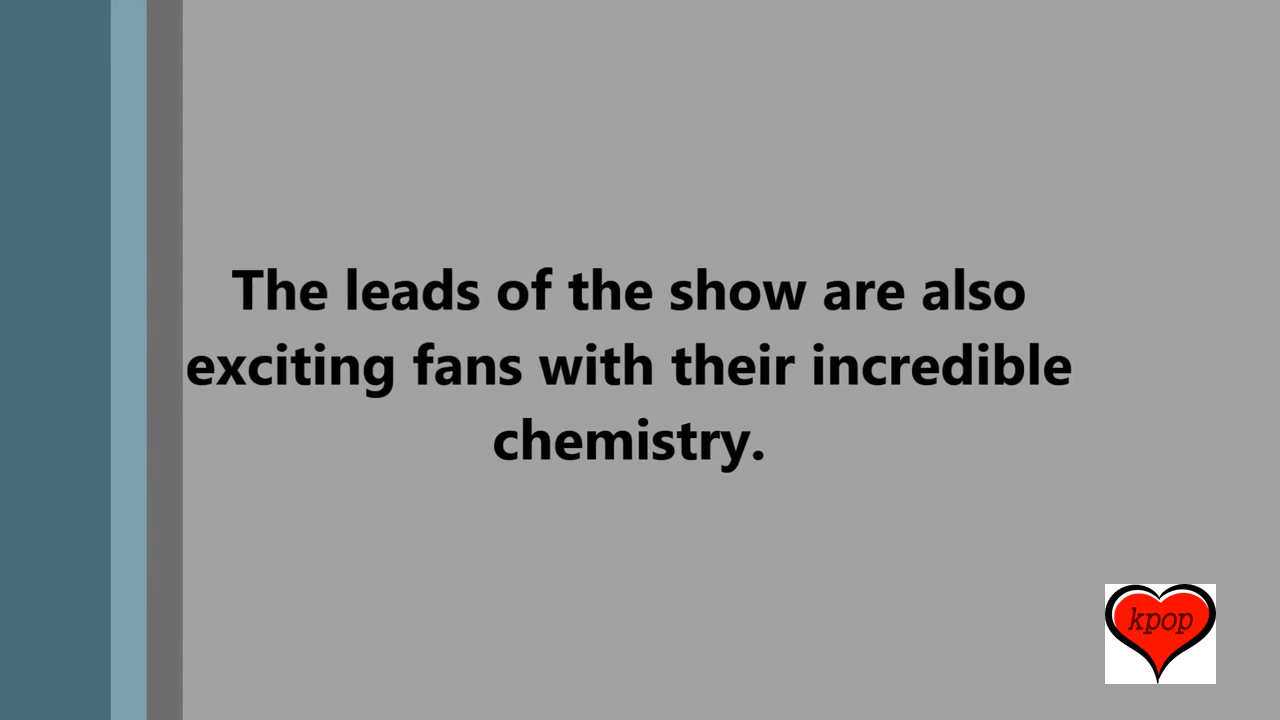 The leads of the show are also
exciting fans with their incredible
chemistry.
kpop